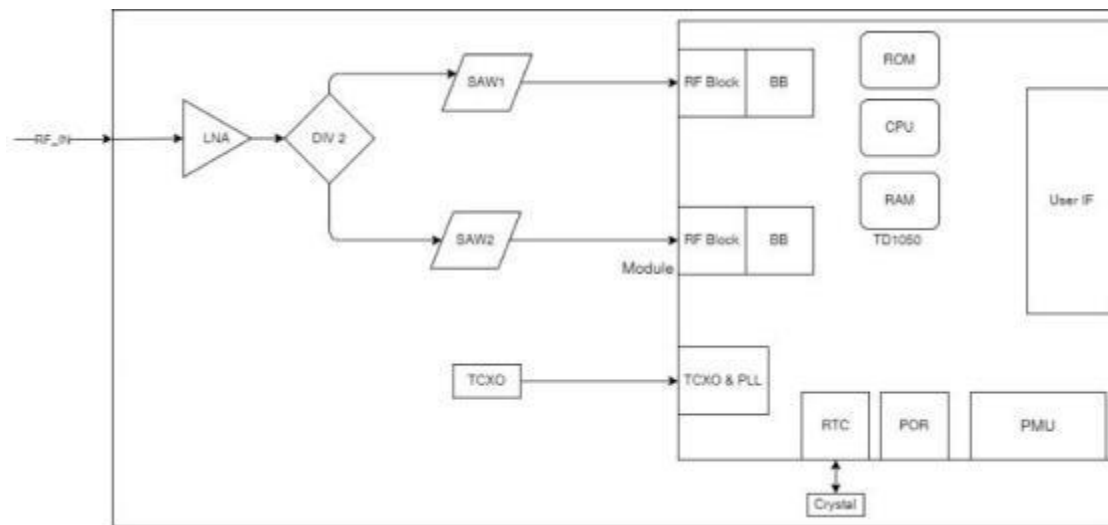 RF_IN
LNA
DIV 2
SAW1
SAW2
RF Block
BB
RF Block
BB
Module
ROM
CPU
RAM
TD1050
User IF
TCXO
TCXO & PLL
RTC
POR
PMU
Crystal